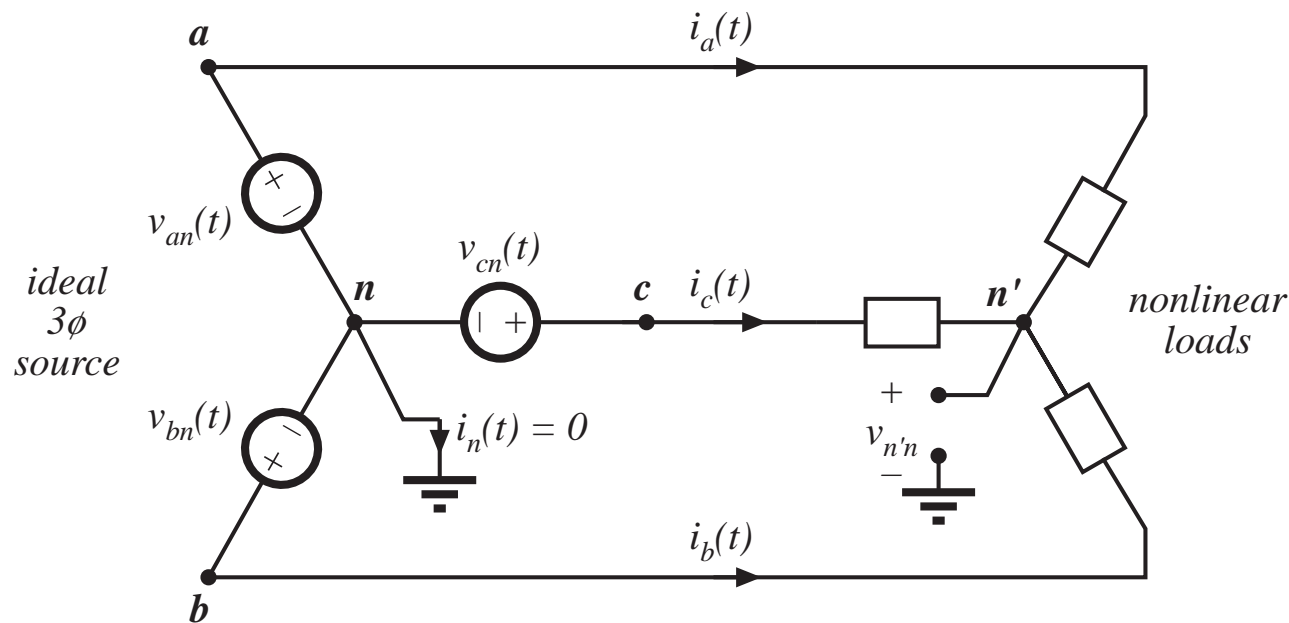 a
i_a(t)
v_an(t)
ideal
3ϕ
source
n
v_cn(t)
c
i_c(t)
n'
nonlinear
loads
v_bn(t)
i_n(t) = 0
+
v_n'n
−
i_b(t)
b
+
−
−
+
−
+